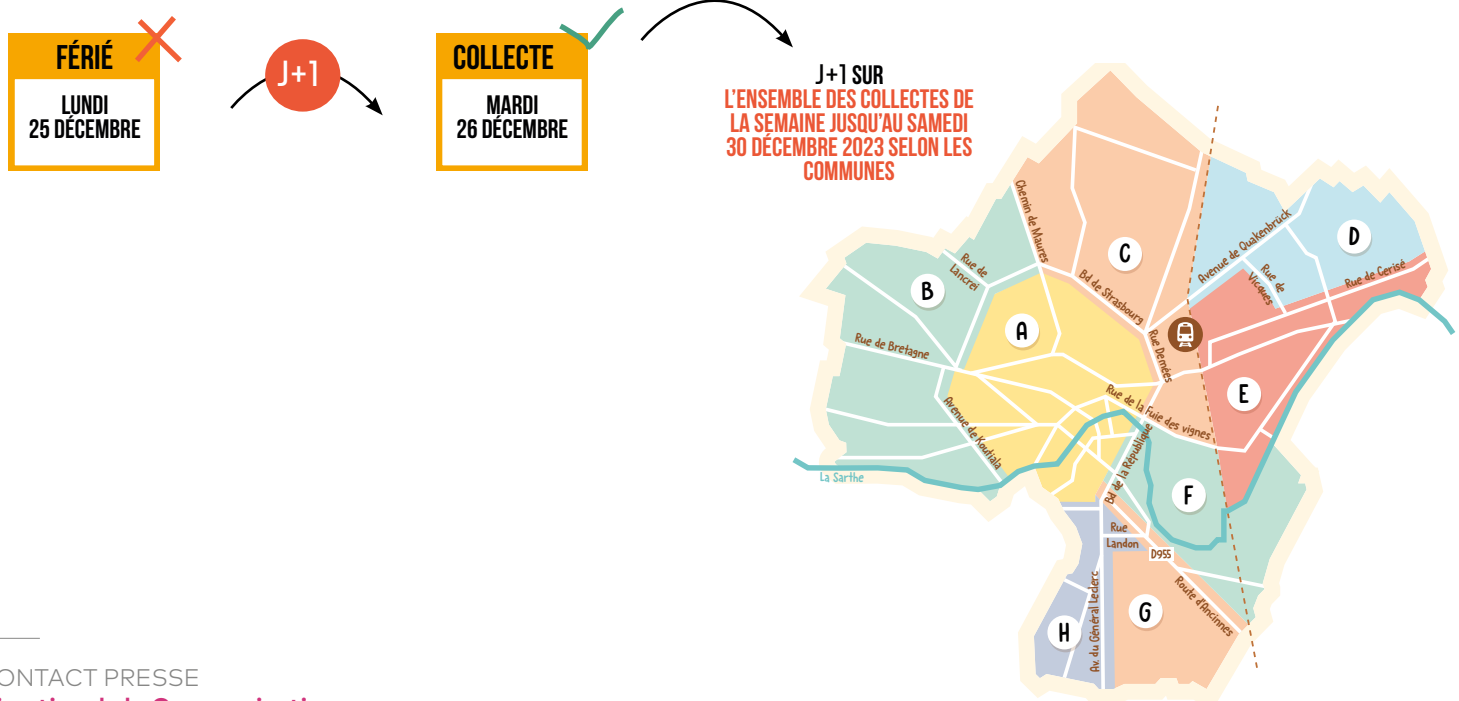 FÉRIÉ
LUNDI
25 DÉCEMBRE
J+1
COLLECTE
MARDI
26 DÉCEMBRE
J+1 SUR
L'ENSEMBLE DES COLLECTES DE
LA SEMAINE JUSQU'AU SAMEDI
30 DÉCEMBRE 2023 SELON LES
COMMUNES
Chemin de Maures
C
Avenue de Quakenbrück
D
Rue de
Lancrel
B
Bd de Strasbourg
Rue de
Vicques
Rue de Cerisé
A
Rue de Bretagne
Rue Demées
E
Avenue de Koutiala
Rue de la Fuie des vignes
Bd de la République
La Sarthe
F
Rue
Landon
D955
Route d'Ancinnes
Av. du Général Leclerc
G
H
ONTACT PRESSE